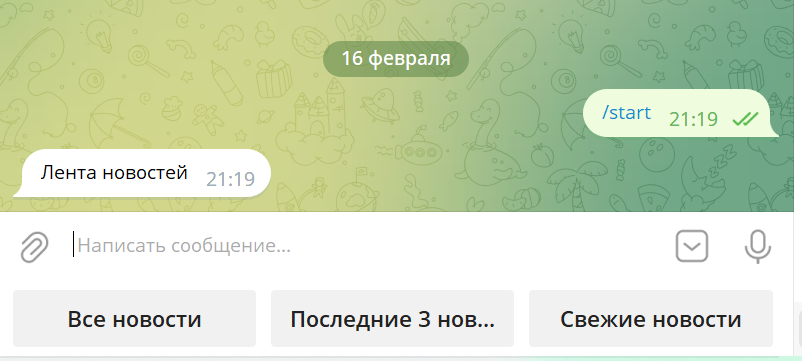 16 февраля
/start 21:19
Лента новостей 21:19
Написать сообщение...
Все новости
Последние 3 нов...
Свежие новости